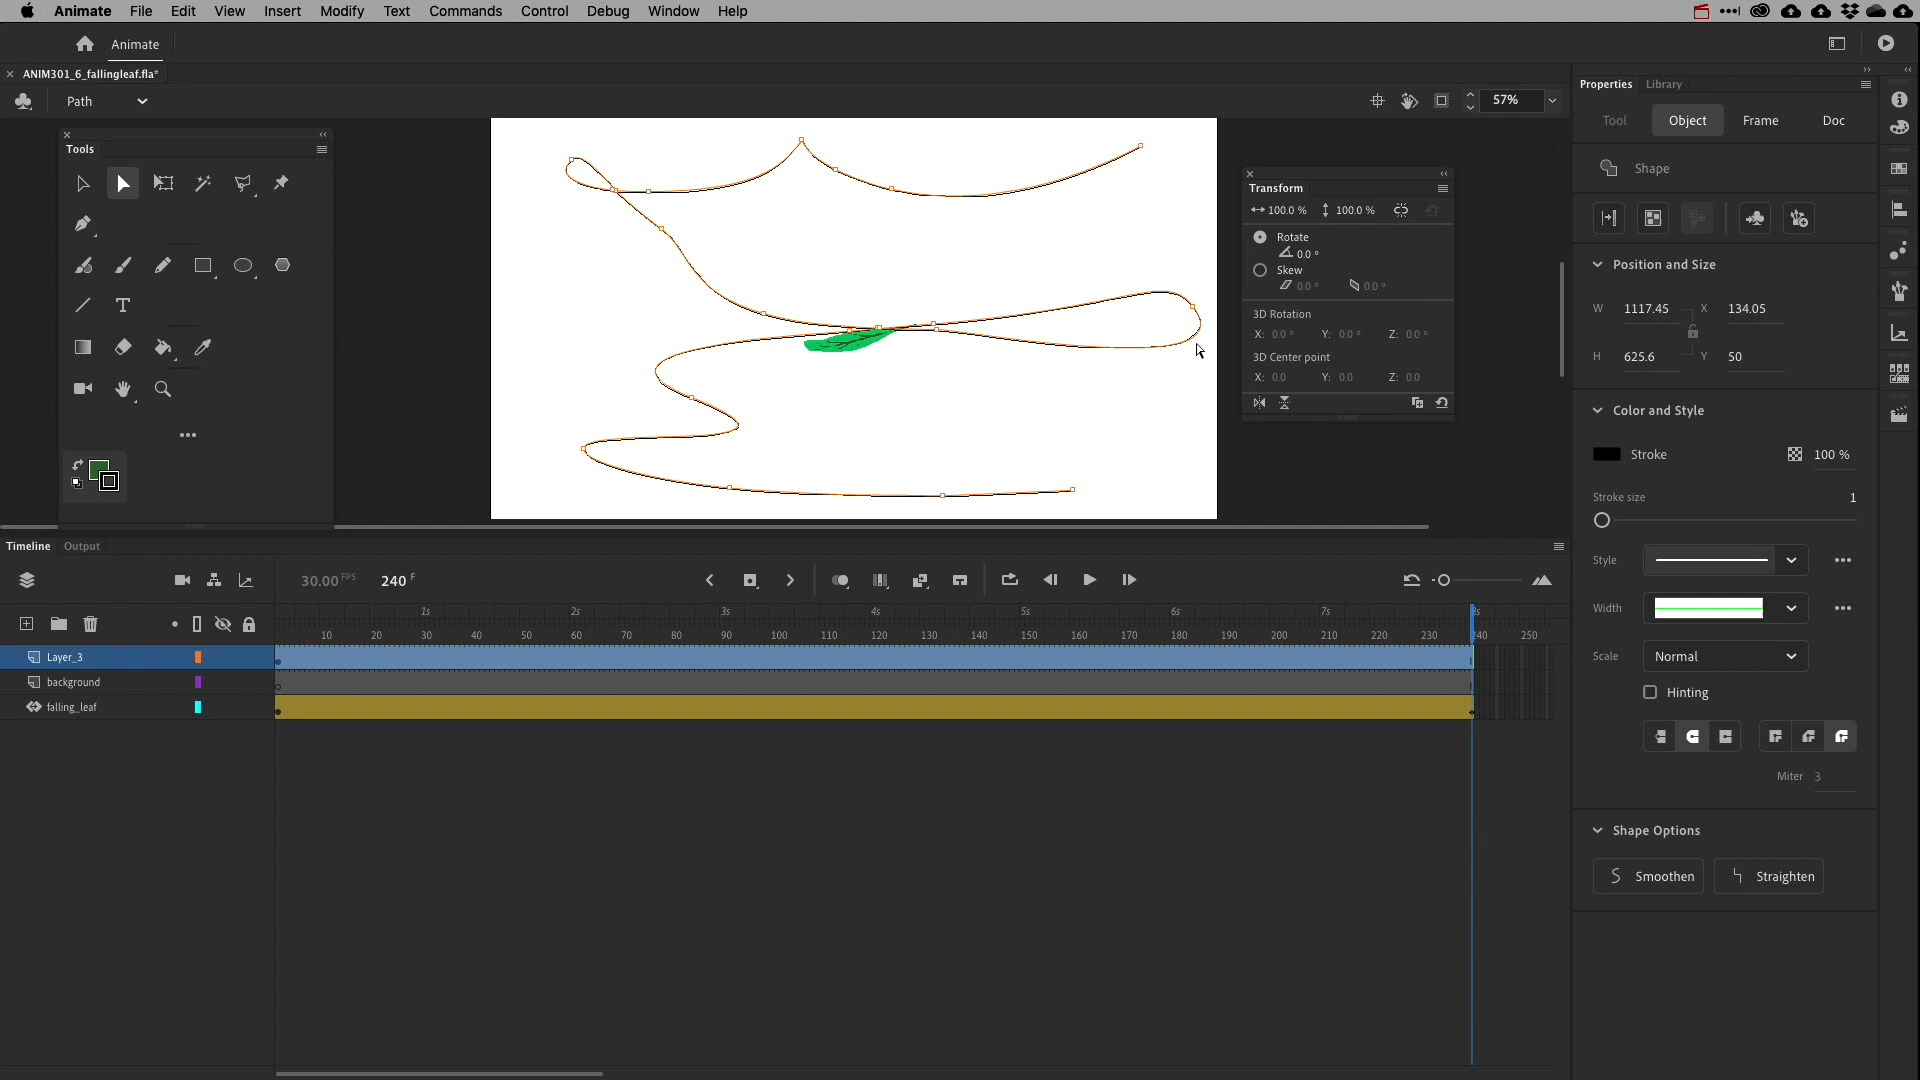 Animate File Edit View Insert Modify Text Commands Control Debug Window Help
Animate
ANIM301_6_fallingleaf.fla*
Path
57%
Tools
Transform
100.0 % 100.0 %
Rotate
0.0 °
Skew
0.0 ° 0.0 °
3D Rotation
X: 0.0 ° Y: 0.0 ° Z: 0.0 °
3D Center point
X: 0.0 Y: 0.0 Z: 0.0
Properties Library
Tool Object Frame Doc
Shape
Position and Size
W 1117.45 X 134.05
H 625.6 Y 50
Color and Style
Stroke 100 %
Stroke size 1
Style
Width
Scale Normal
Hinting
Miter 3
Shape Options
Smoothen Straighten
Timeline Output
30.00 FPS 240 F
1s 2s 3s 4s 5s 6s 7s 8s
10 20 30 40 50 60 70 80 90 100 110 120 130 140 150 160 170 180 190 200 210 220 230 240 250
Layer_3
background
falling_leaf